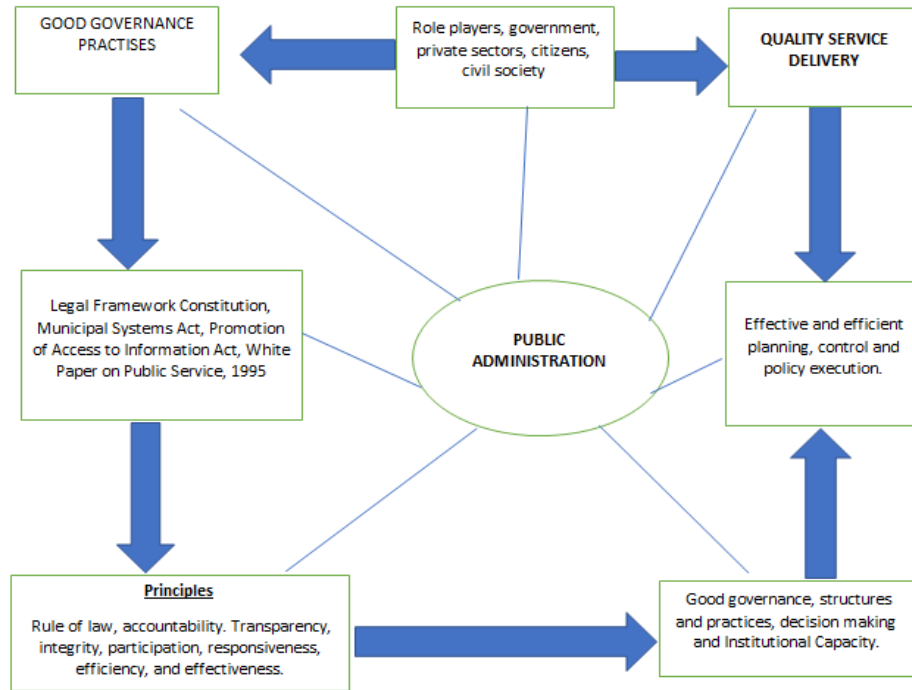 GOOD GOVERNANCE
PRACTISES
Role players, government,
private sectors, citizens,
civil society
QUALITY SERVICE
DELIVERY
Legal Framework Constitution,
Municipal Systems Act, Promotion
of Access to Information Act, White
Paper on Public Service, 1995
PUBLIC
ADMINISTRATION
Effective and efficient
planning, control and
policy execution.
Principles
Rule of law, accountability. Transparency,
integrity, participation, responsiveness,
efficiency, and effectiveness.
Good governance, structures
and practices, decision making
and Institutional Capacity.